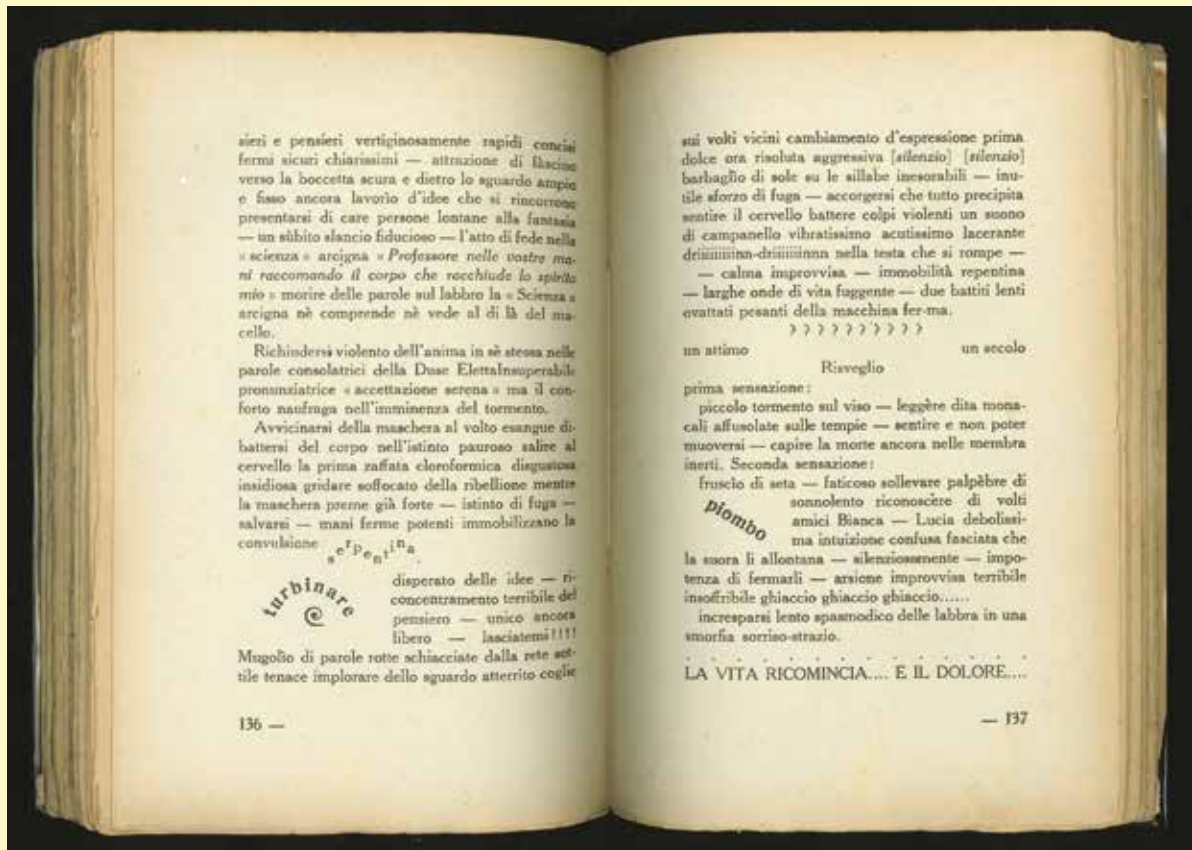 sieri e pensieri vertiginosamente rapidi concisi
fermi sicuri chiarissimi — attrazione di fascino
verso la boccetta scura e dietro lo sguardo ampio
e fisso ancora lavorìo d'idee che si rincorrono
presentarsi di care persone lontane alla fantasia
— un sùbito slancio fiducioso — l'atto di fede nella
« scienza » arcigna « Professore nelle vostre ma-
ni raccomando il corpo che racchiude lo spirito
mio » morire delle parole sul labbro la « Scienza »
arcigna nè comprende nè vede al di là del ma-
cello.
Richiudersi violento dell'anima in sè stessa nelle
parole consolatrici della Duse ElettaInsuperabile
pronunziatrice « accettazione serena » ma il con-
forto naufraga nell'imminenza del tormento.
Avvicinarsi della maschera al volto esangue di-
battersi del corpo nell'istinto pauroso salire al
cervello la prima zaffata cloroformica disgustosa
insidiosa gridare soffocato della ribellione mentre
la maschera preme già forte — istinto di fuga —
salvarsi — mani ferme potenti immobilizzano la
convulsione serpentina
turbinare
disperato delle idee — ri-
concentramento terribile del
pensiero — unico ancora
libero — lasciatemi!!!!
Mugolìo di parole rotte schiacciate dalla rete sot-
tile tenace implorare dello sguardo atterrito coglie
136 —
sui volti vicini cambiamento d'espressione prima
dolce ora risoluta aggressiva [silenzio] [silenzio]
barbaglio di sole su le sillabe inesorabili — inu-
tile sforzo di fuga — accorgersi che tutto precipita
sentire il cervello battere colpi violenti un suono
di campanello vibratissimo acutissimo lacerante
driiiiiiiinn-driiiiiiinnn nella testa che si rompe —
— calma improvvisa — immobilità repentina
— larghe onde di vita fuggente — due battiti lenti
ovattati pesanti della macchina fer-ma.
? ? ? ? ? ? ? ? ? ?
un attimo un secolo
Risveglio
prima sensazione:
piccolo tormento sul viso — leggère dita mona-
cali affusolate sulle tempie — sentire e non poter
muoversi — capire la morte ancora nelle membra
inerti. Seconda sensazione:
fruscìo di seta — faticoso sollevare palpèbre di
piombo
sonnolento riconoscère di volti
amici Bianca — Lucia debolissi-
ma intuizione confusa fasciata che
la suora li allontana — silenziosamente — impo-
tenza di fermarli — arsione improvvisa terribile
insoffribile ghiaccio ghiaccio ghiaccio......
incresparsi lento spasmodico delle labbra in una
smorfia sorriso-strazio.
. . . . . . . . . . . . . .
LA VITA RICOMINCIA.... E IL DOLORE....
— 137